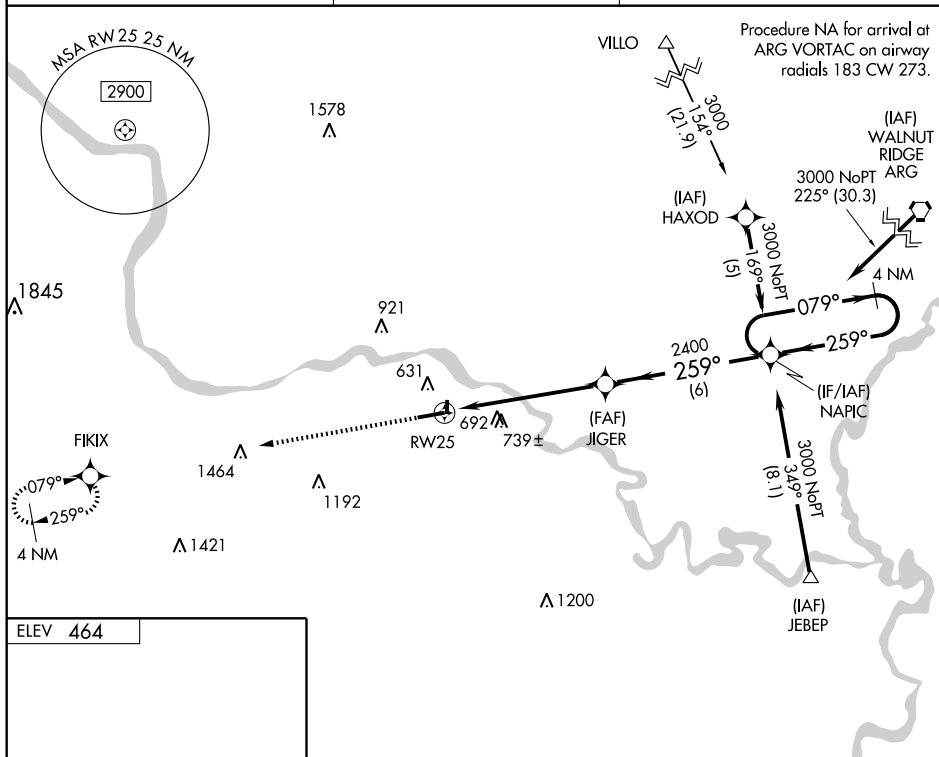 MSA RW 25 25 NM
2900
1578
VILLO
3000
154°
(21.9)
Procedure NA for arrival at
ARG VORTAC on airway
radials 183 CW 273.
(IAF)
WALNUT
RIDGE
ARG
3000 NoPT
225° (30.3)
(IAF)
HAXOD
3000 NoPT
169°
(5)
4 NM
079°
259°
1845
921
2400
259°
(6)
631
(IF/IAF)
NAPIC
(FAF)
JIGER
692
739±
RW25
FIKIX
1464
079°
259°
4 NM
1192
3000 NoPT
349°
(8.1)
1421
1200
(IAF)
JEBEP
ELEV 464